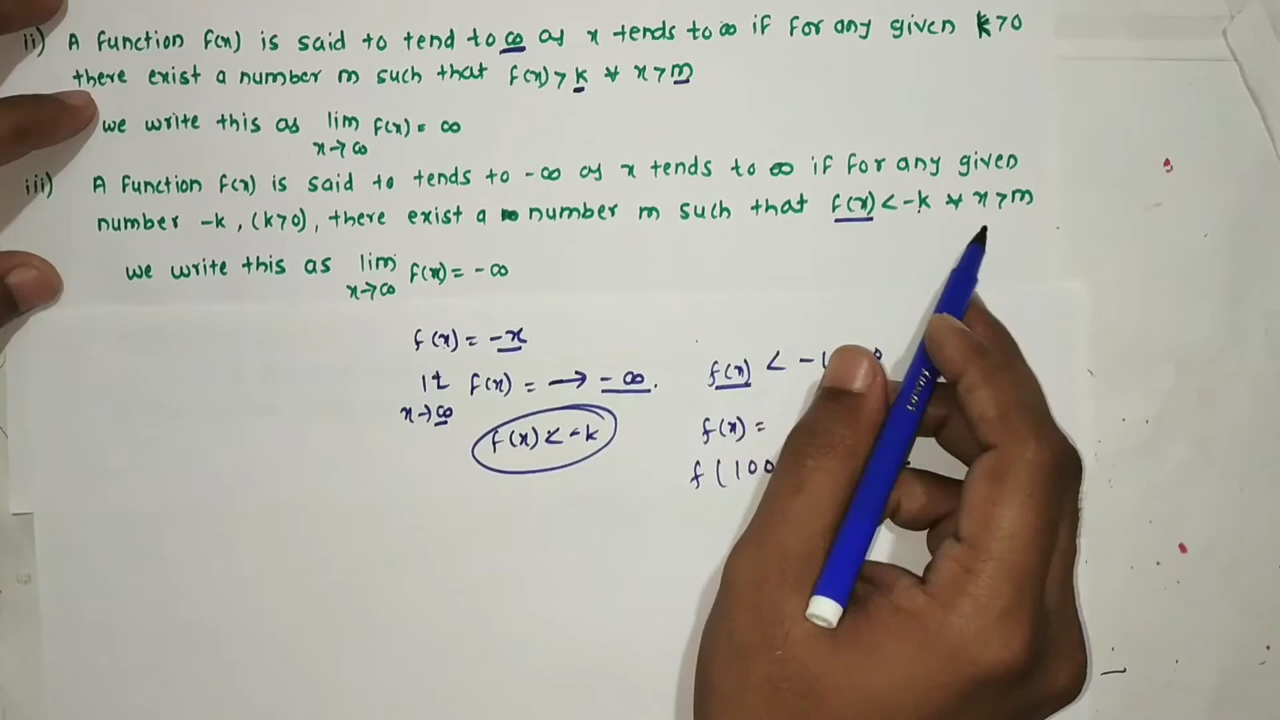 ii) A function f(x) is said to tend to ∞ as x tends to ∞ if for any given k>0
there exist a number m such that f(x)>k ∀ x>m
we write this as lim f(x) = ∞
x→∞
iii) A function f(x) is said to tends to -∞ as x tends to ∞ if for any given
number -k, (k>0), there exist a number m such that f(x)<-k ∀ x>m
we write this as lim f(x) = -∞
x→∞
f(x) = -x
lt f(x) = → -∞.
x→∞
f(x)<-k
f(x) < -1
f(x) =
f(100